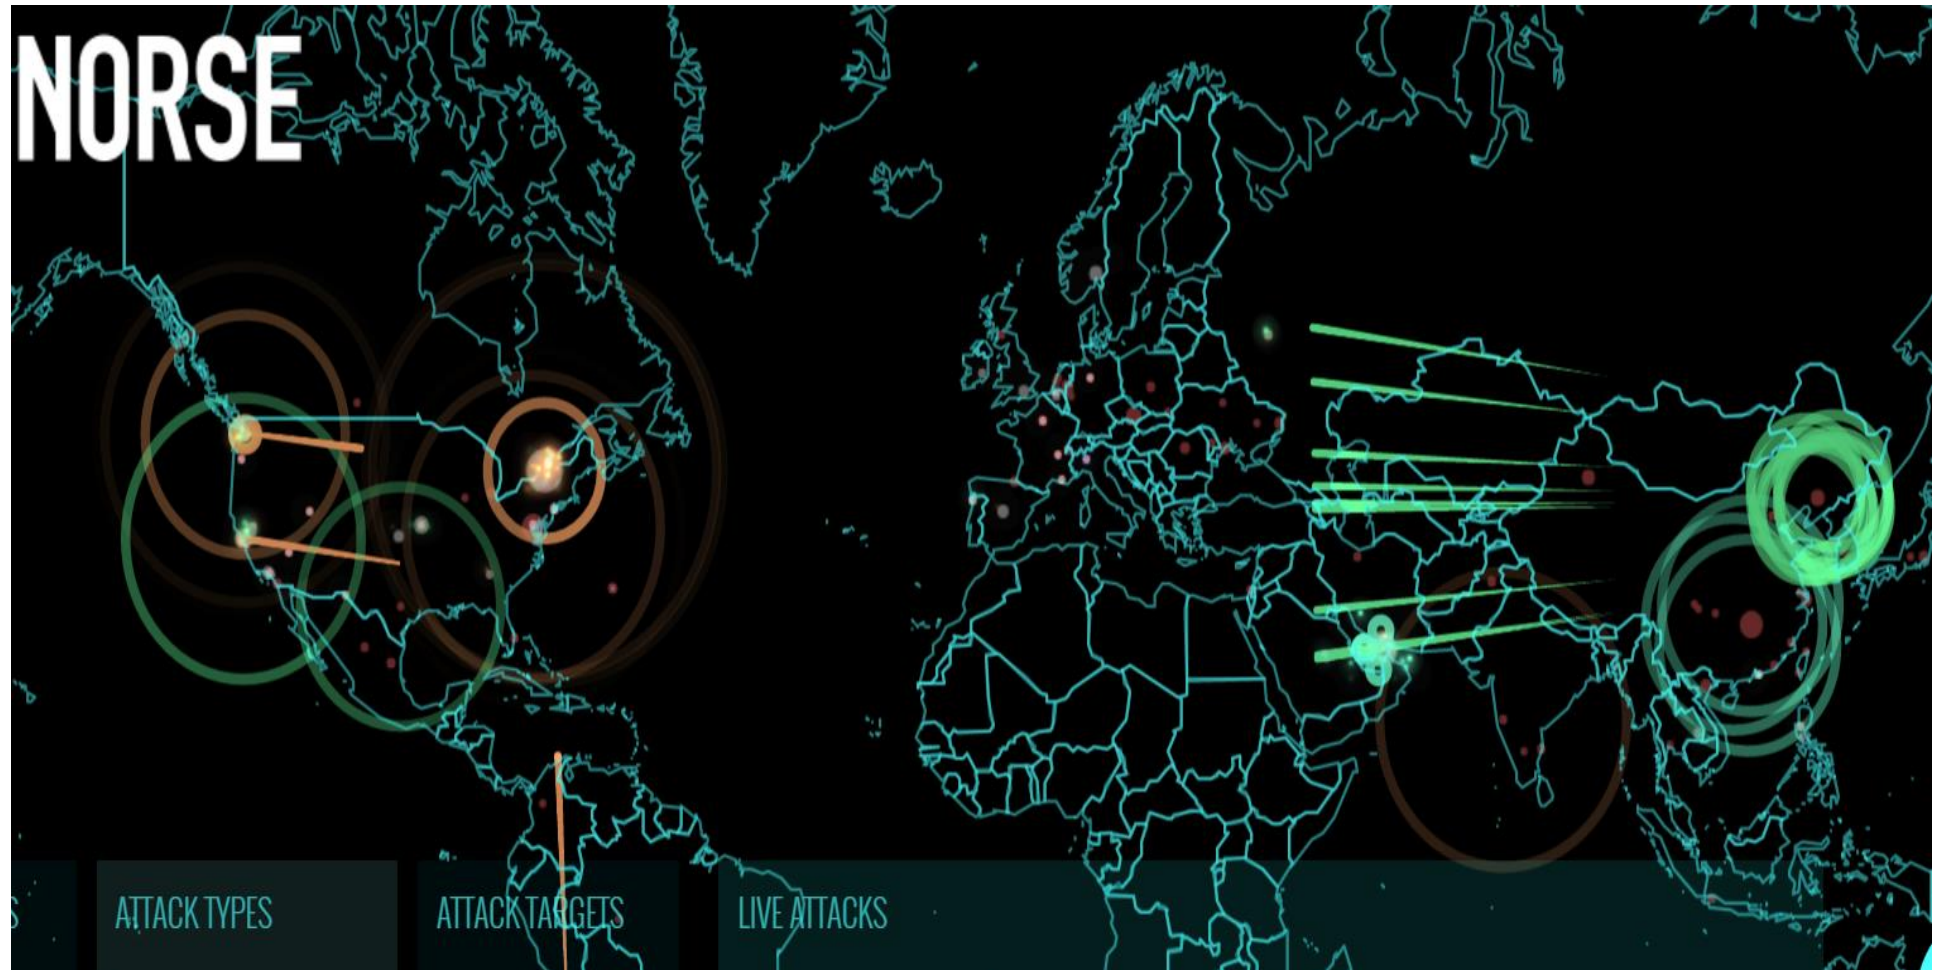 NORSE
S
ATTACK TYPES
ATTACK TARGETS
LIVE ATTACKS